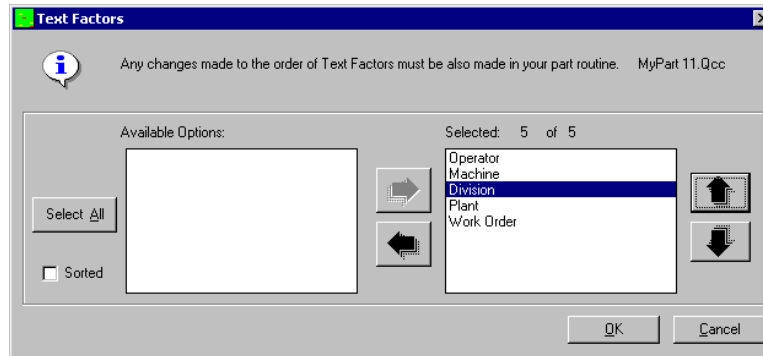 Text Factors
Any changes made to the order of Text Factors must be also made in your part routine. MyPart 11.Qcc
Available Options:
Selected: 5 of 5
Operator
Machine
Division
Plant
Work Order
Select All
Sorted
OK
Cancel